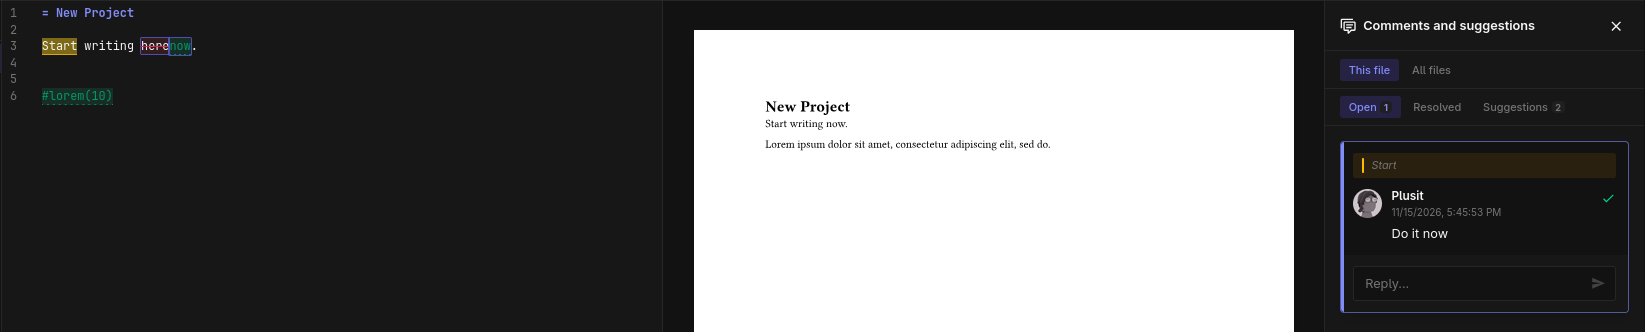 1 = New Project
2
3 Start writing herenow.
4
5
6 #lorem(10)
New Project
Start writing now.
Lorem ipsum dolor sit amet, consectetur adipiscing elit, sed do.
Comments and suggestions
This file All files
Open 1 Resolved Suggestions 2
Start
Plusit
11/15/2026, 5:45:53 PM
Do it now
Reply...